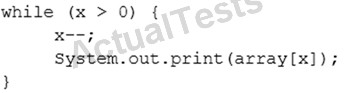 while (x > 0) {
    x--;
    System.out.print(array[x]);
}
ActualTests